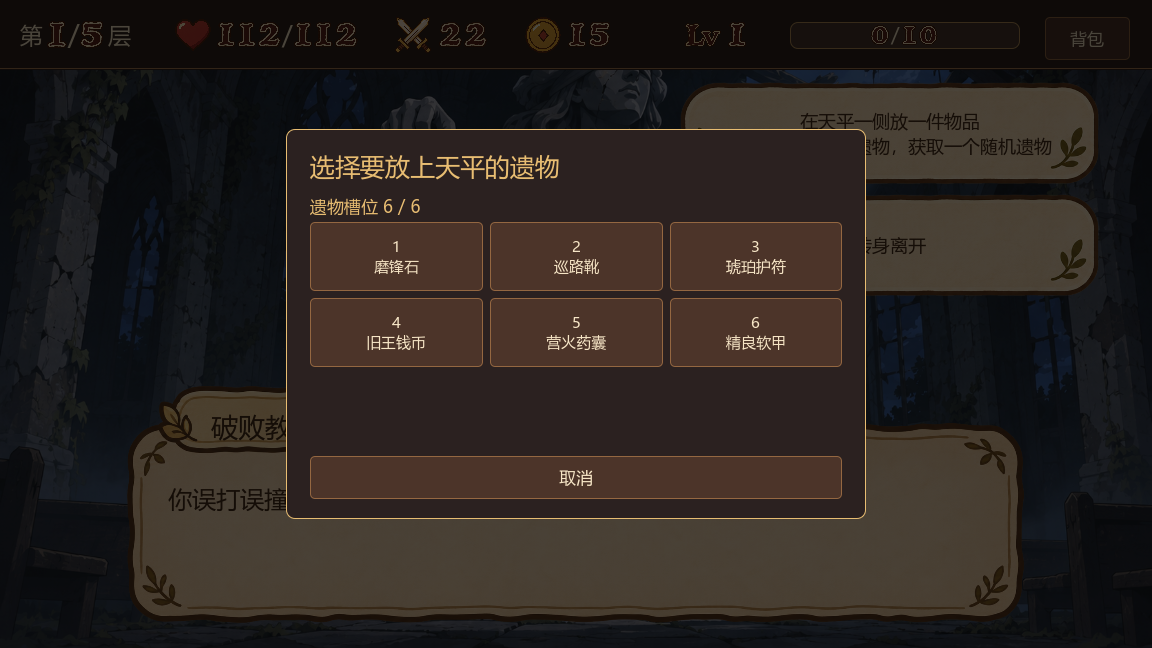 第1/5层
112/112
22
15
Lv 1
0/10
背包
在天平一侧放一件物品
遗物，获取一个随机遗物
转身离开
选择要放上天平的遗物
遗物槽位 6 / 6
1
磨锋石
2
巡路靴
3
琥珀护符
4
旧王钱币
5
营火药囊
6
精良软甲
取消
破败教
你误打误撞